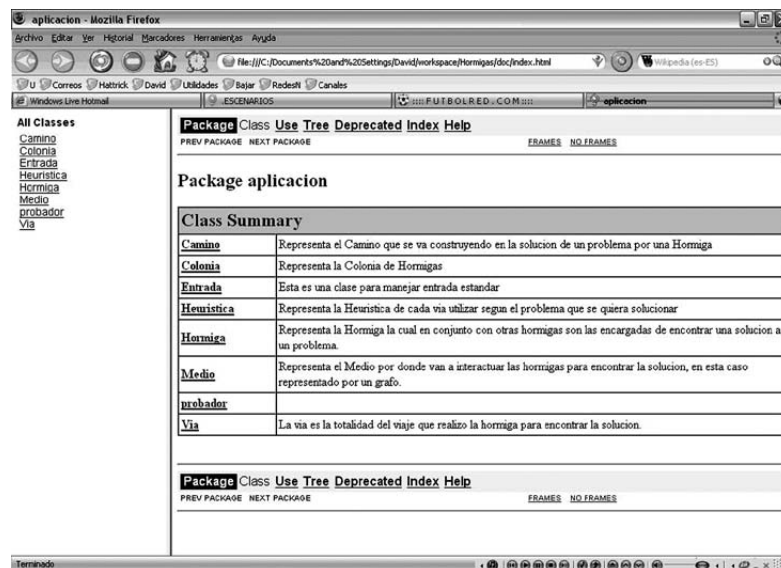 aplicacion - Mozilla Firefox
Archivo Editar Ver Historial Marcadores Herramientas Ayuda
file:///C:/Documents%20and%20Settings/David/workspace/Hormigas/doc/index.html Wikipedia (es-ES)
U Correos Hattrick David Utilidades Bajar RedesN Canales
Windows Live Hotmail .ESCENARIOS ::::FUTBOLRED.COM:::: aplicacion
All Classes
Camino
Colonia
Entrada
Heuristica
Hormiga
Medio
probador
Via
Package Class Use Tree Deprecated Index Help
PREV PACKAGE NEXT PACKAGE FRAMES NO FRAMES
Package aplicacion
Class Summary
Camino Representa el Camino que se va construyendo en la solucion de un problema por una Hormiga
Colonia Representa la Colonia de Hormigas
Entrada Esta es una clase para manejar entrada estandar
Heuristica Representa la Heuristica de cada via utilizar segun el problema que se quiera solucionar
Hormiga Representa la Hormiga la cual en conjunto con otras hormigas son las encargadas de encontrar una solucion a
un problema.
Medio Representa el Medio por donde van a interactuar las hormigas para encontrar la solucion, en esta caso
representado por un grafo.
probador
Via La via es la totalidad del viaje que realizo la hormiga para encontrar la solucion.
Package Class Use Tree Deprecated Index Help
PREV PACKAGE NEXT PACKAGE FRAMES NO FRAMES
Terminado